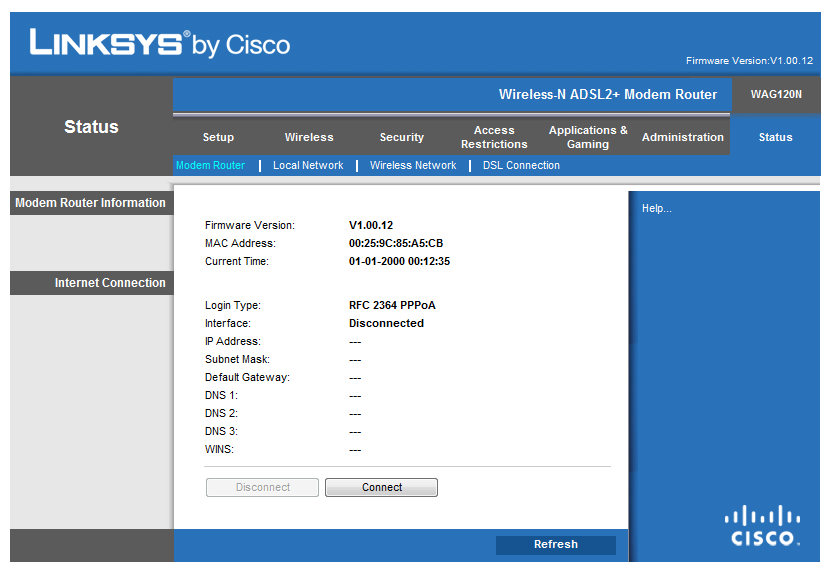 LINKSYS® by Cisco
Firmware Version:V1.00.12
Wireless-N ADSL2+ Modem Router WAG120N
Status
Setup Wireless Security Access Restrictions Applications & Gaming Administration Status
Modem Router | Local Network | Wireless Network | DSL Connection
Modem Router Information
Help...
Firmware Version: V1.00.12
MAC Address: 00:25:9C:85:A5:CB
Current Time: 01-01-2000 00:12:35
Internet Connection
Login Type: RFC 2364 PPPoA
Interface: Disconnected
IP Address: ---
Subnet Mask: ---
Default Gateway: ---
DNS 1: ---
DNS 2: ---
DNS 3: ---
WINS: ---
Disconnect Connect
Refresh
CISCO.